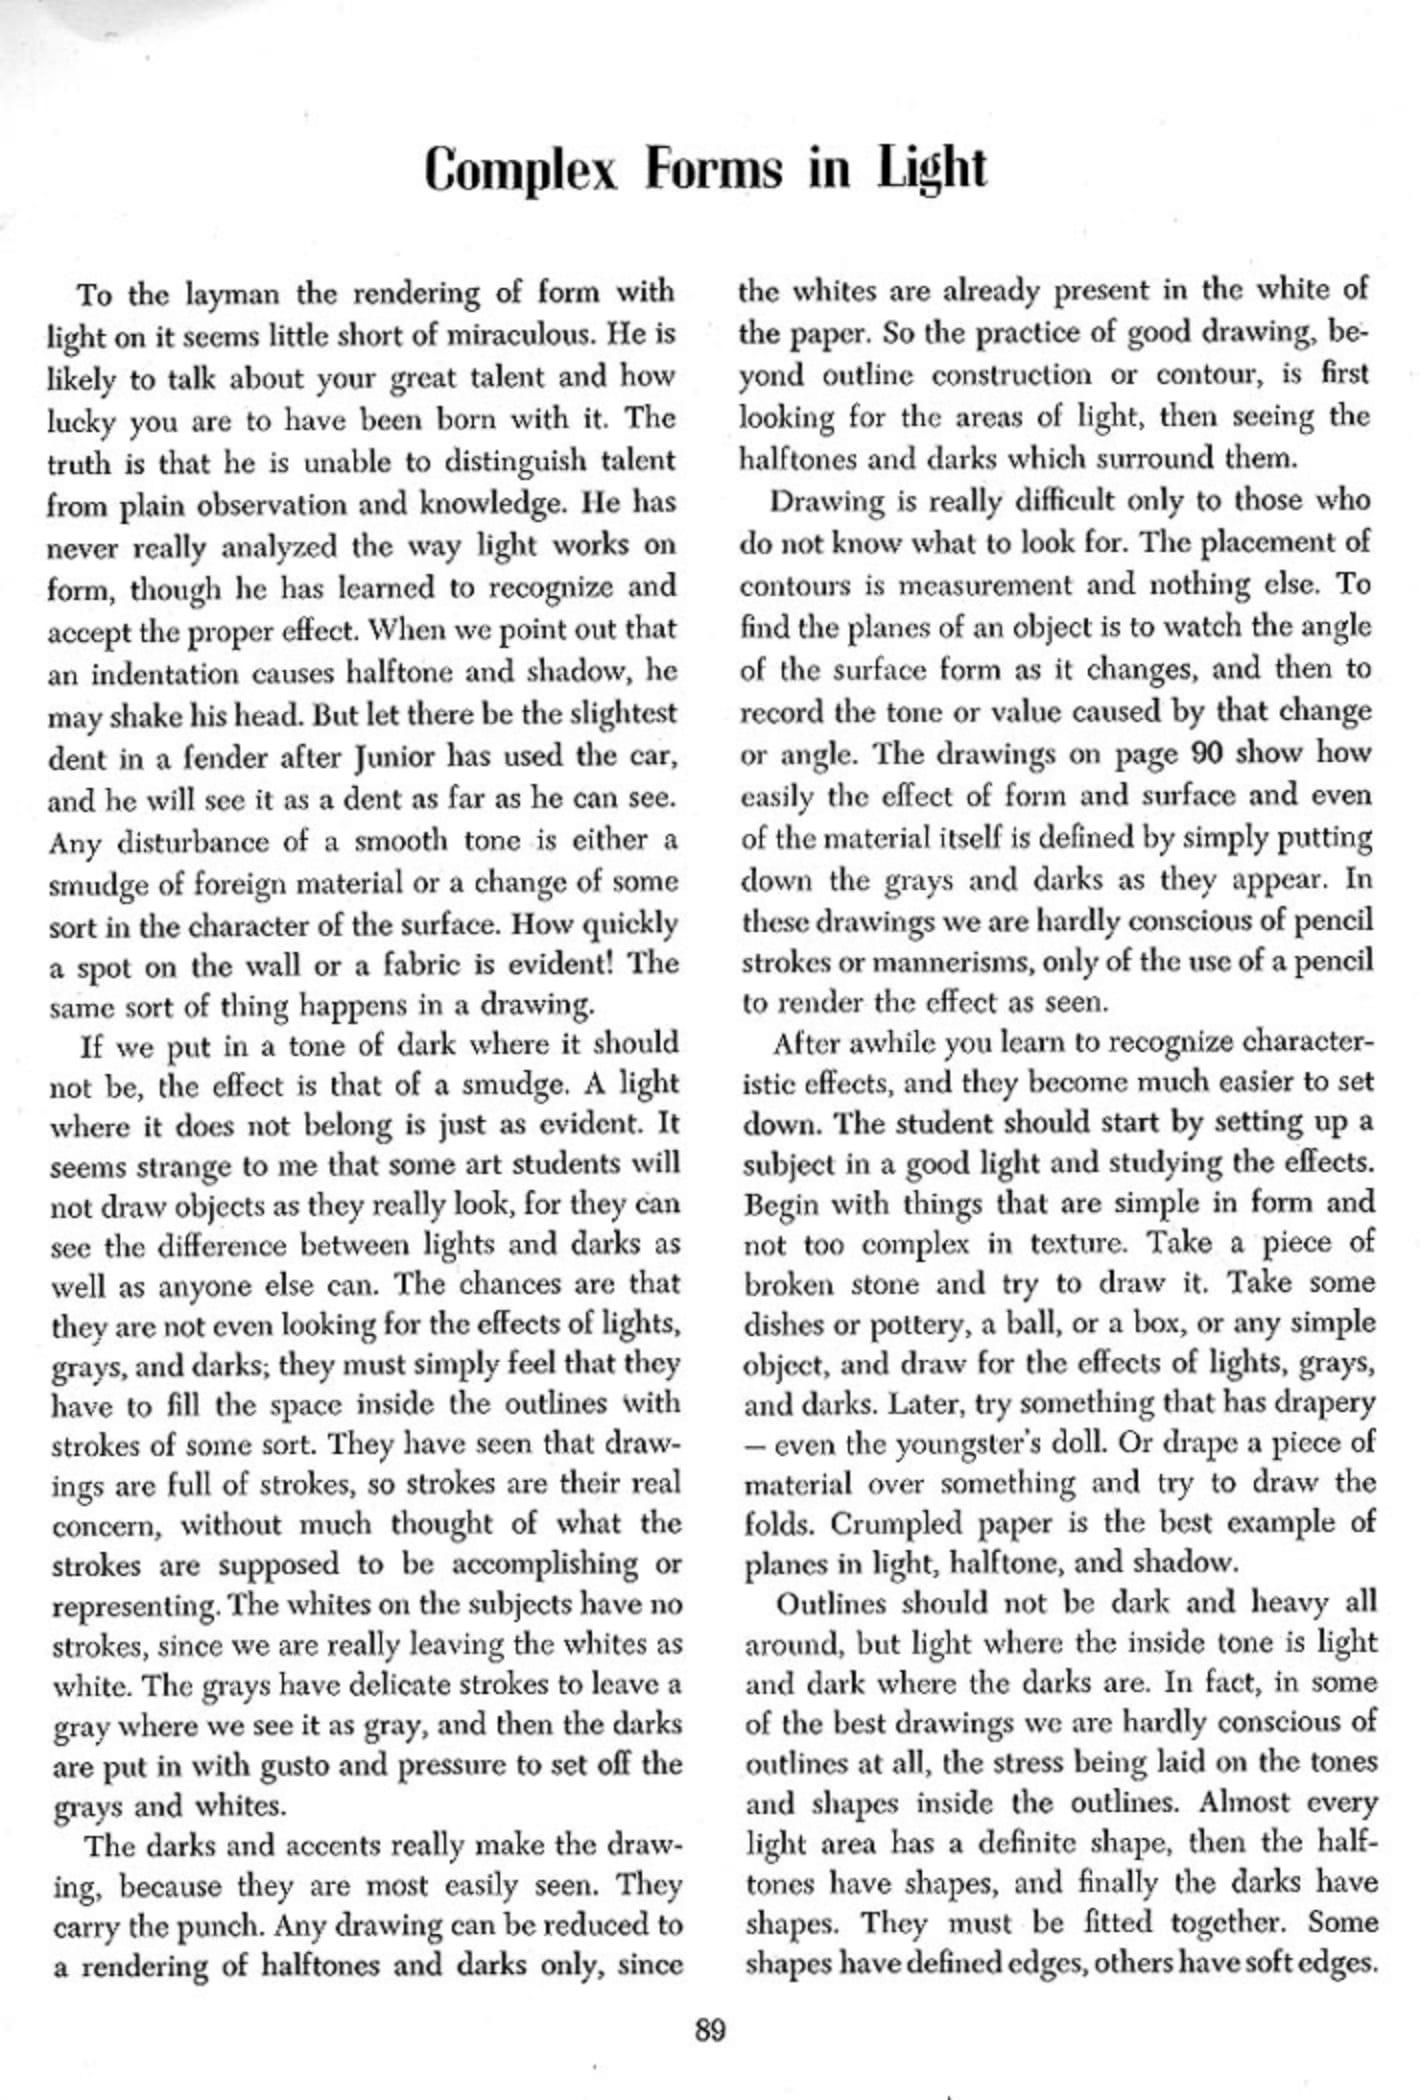 Complex Forms in Light
To the layman the rendering of form with
light on it seems little short of miraculous. He is
likely to talk about your great talent and how
lucky you are to have been born with it. The
truth is that he is unable to distinguish talent
from plain observation and knowledge. He has
never really analyzed the way light works on
form, though he has learned to recognize and
accept the proper effect. When we point out that
an indentation causes halftone and shadow, he
may shake his head. But let there be the slightest
dent in a fender after Junior has used the car,
and he will see it as a dent as far as he can see.
Any disturbance of a smooth tone is either a
smudge of foreign material or a change of some
sort in the character of the surface. How quickly
a spot on the wall or a fabric is evident! The
same sort of thing happens in a drawing.
If we put in a tone of dark where it should
not be, the effect is that of a smudge. A light
where it does not belong is just as evident. It
seems strange to me that some art students will
not draw objects as they really look, for they can
see the difference between lights and darks as
well as anyone else can. The chances are that
they are not even looking for the effects of lights,
grays, and darks; they must simply feel that they
have to fill the space inside the outlines with
strokes of some sort. They have seen that draw-
ings are full of strokes, so strokes are their real
concern, without much thought of what the
strokes are supposed to be accomplishing or
representing. The whites on the subjects have no
strokes, since we are really leaving the whites as
white. The grays have delicate strokes to leave a
gray where we see it as gray, and then the darks
are put in with gusto and pressure to set off the
grays and whites.
The darks and accents really make the draw-
ing, because they are most easily seen. They
carry the punch. Any drawing can be reduced to
a rendering of halftones and darks only, since
the whites are already present in the white of
the paper. So the practice of good drawing, be-
yond outline construction or contour, is first
looking for the areas of light, then seeing the
halftones and darks which surround them.
Drawing is really difficult only to those who
do not know what to look for. The placement of
contours is measurement and nothing else. To
find the planes of an object is to watch the angle
of the surface form as it changes, and then to
record the tone or value caused by that change
or angle. The drawings on page 90 show how
easily the effect of form and surface and even
of the material itself is defined by simply putting
down the grays and darks as they appear. In
these drawings we are hardly conscious of pencil
strokes or mannerisms, only of the use of a pencil
to render the effect as seen.
After awhile you learn to recognize character-
istic effects, and they become much easier to set
down. The student should start by setting up a
subject in a good light and studying the effects.
Begin with things that are simple in form and
not too complex in texture. Take a piece of
broken stone and try to draw it. Take some
dishes or pottery, a ball, or a box, or any simple
object, and draw for the effects of lights, grays,
and darks. Later, try something that has drapery
— even the youngster's doll. Or drape a piece of
material over something and try to draw the
folds. Crumpled paper is the best example of
planes in light, halftone, and shadow.
Outlines should not be dark and heavy all
around, but light where the inside tone is light
and dark where the darks are. In fact, in some
of the best drawings we are hardly conscious of
outlines at all, the stress being laid on the tones
and shapes inside the outlines. Almost every
light area has a definite shape, then the half-
tones have shapes, and finally the darks have
shapes. They must be fitted together. Some
shapes have defined edges, others have soft edges.
89